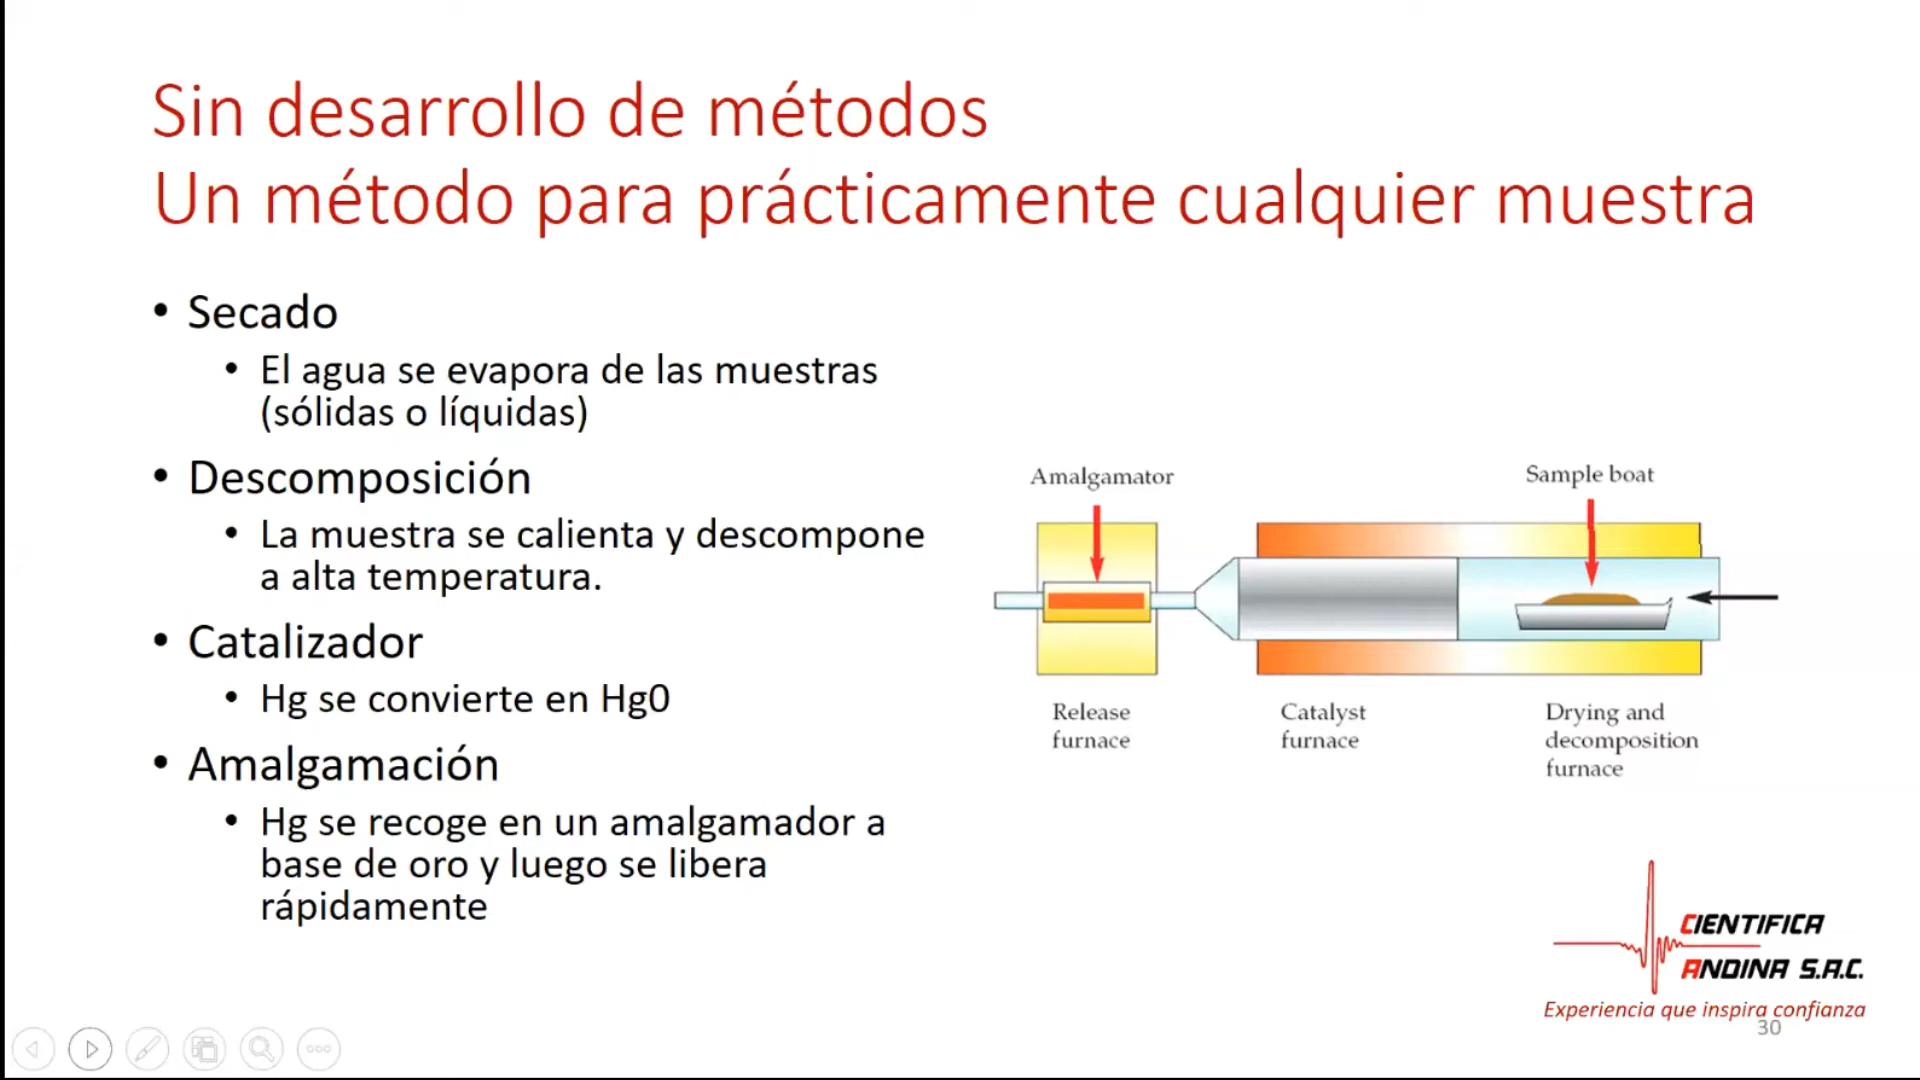 Sin desarrollo de métodos
Un método para prácticamente cualquier muestra
• Secado
• El agua se evapora de las muestras
(sólidas o líquidas)
• Descomposición
• La muestra se calienta y descompone
a alta temperatura.
• Catalizador
• Hg se convierte en Hg0
• Amalgamación
• Hg se recoge en un amalgamador a
base de oro y luego se libera
rápidamente
Amalgamator
Sample boat
Release
furnace
Catalyst
furnace
Drying and
decomposition
furnace
CIENTIFICA
ANDINA S.A.C.
Experiencia que inspira confianza
30